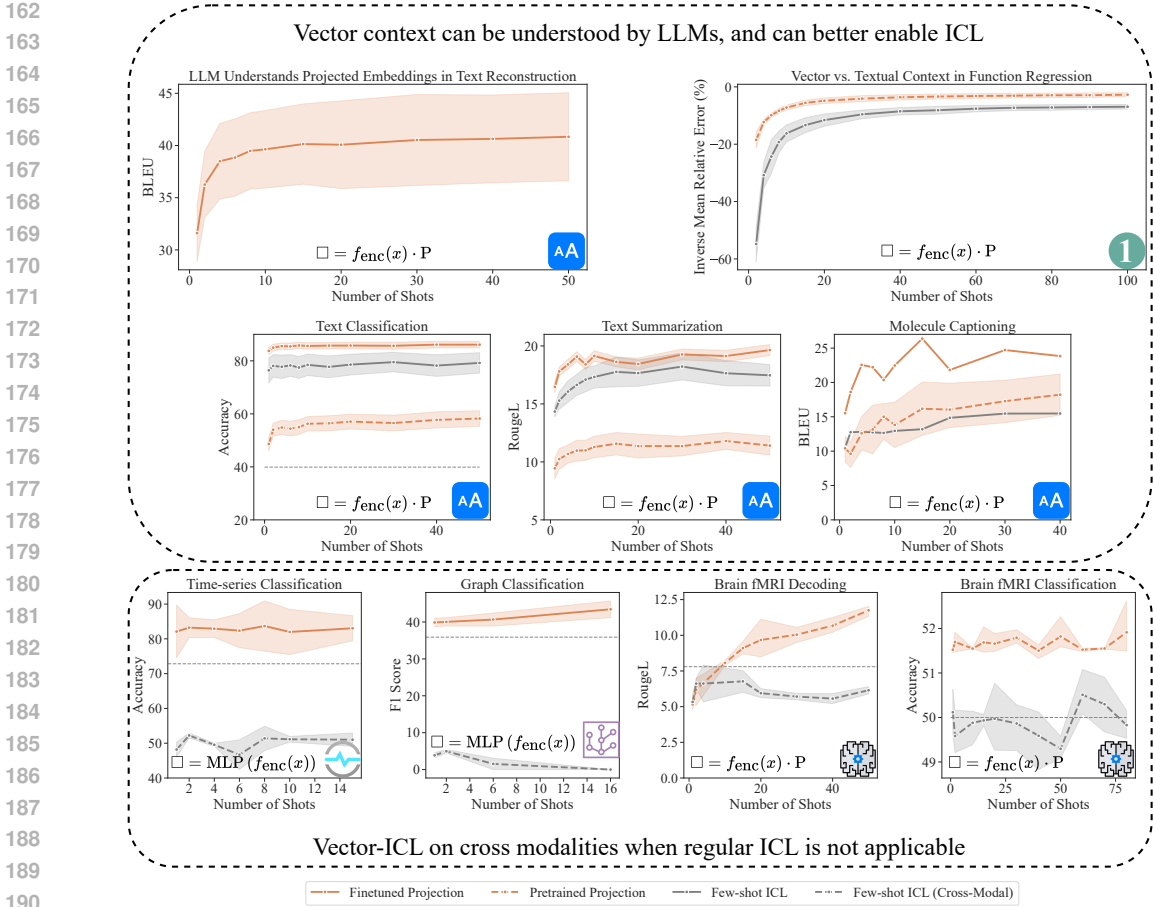 162
163
164
165
166
167
168
169
170
171
172
173
174
175
176
177
178
179
180
181
182
183
184
185
186
187
188
189
190
Vector context can be understood by LLMs, and can better enable ICL
LLM Understands Projected Embeddings in Text Reconstruction
BLEU
45
40
35
30
□ = f_enc(x) · P
AA
0 10 20 30 40 50
Number of Shots
Vector vs. Textual Context in Function Regression
Inverse Mean Relative Error (%)
0
−20
−40
−60
□ = f_enc(x) · P
1
0 20 40 60 80 100
Number of Shots
Text Classification
Accuracy
80
60
40
20
□ = f_enc(x) · P
AA
0 20 40
Number of Shots
Text Summarization
RougeL
20
15
10
5
□ = f_enc(x) · P
AA
0 20 40
Number of Shots
Molecule Captioning
BLEU
25
20
15
10
5
0
□ = f_enc(x) · P
AA
0 10 20 30 40
Number of Shots
Time-series Classification
Accuracy
90
80
70
60
50
40
□ = MLP (f_enc(x))
2 4 6 8 10 12 14
Number of Shots
Graph Classification
F1 Score
40
30
20
10
0
□ = MLP (f_enc(x))
2 4 6 8 10 12 14 16
Number of Shots
Brain fMRI Decoding
RougeL
12.5
10.0
7.5
5.0
2.5
0.0
□ = f_enc(x) · P
0 20 40
Number of Shots
Brain fMRI Classification
Accuracy
52
51
50
49
□ = f_enc(x) · P
0 25 50 75
Number of Shots
Vector-ICL on cross modalities when regular ICL is not applicable
Finetuned Projection
Pretrained Projection
Few-shot ICL
Few-shot ICL (Cross-Modal)